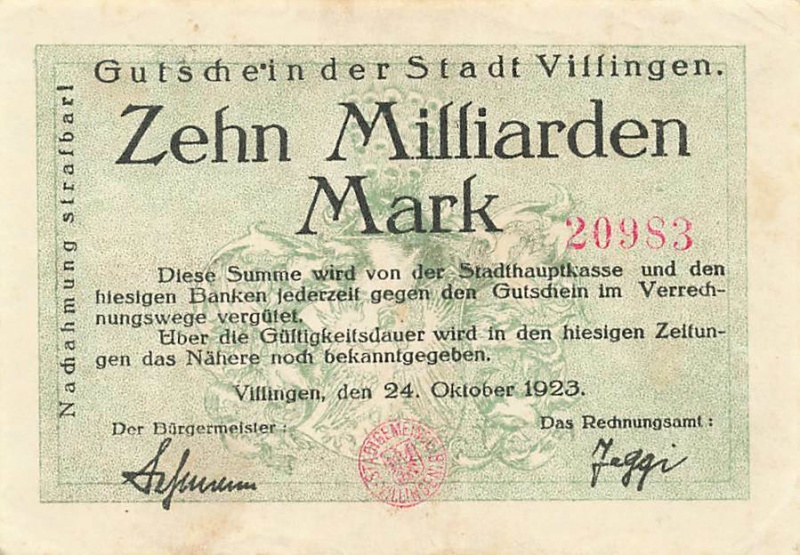 Gutschein der Stadt Villingen.
Zehn Milliarden
Mark
20983
Diese Summe wird von der Stadthauptkasse und den
hiesigen Banken jederzeit gegen den Gutschein im Verrech-
nungswege vergütet.
Über die Gültigkeitsdauer wird in den hiesigen Zeitun-
gen das Nähere noch bekanntgegeben.
Villingen, den 24. Oktober 1923.
Der Bürgermeister:
Das Rechnungsamt:
Jäggi
Nachahmung strafbar!